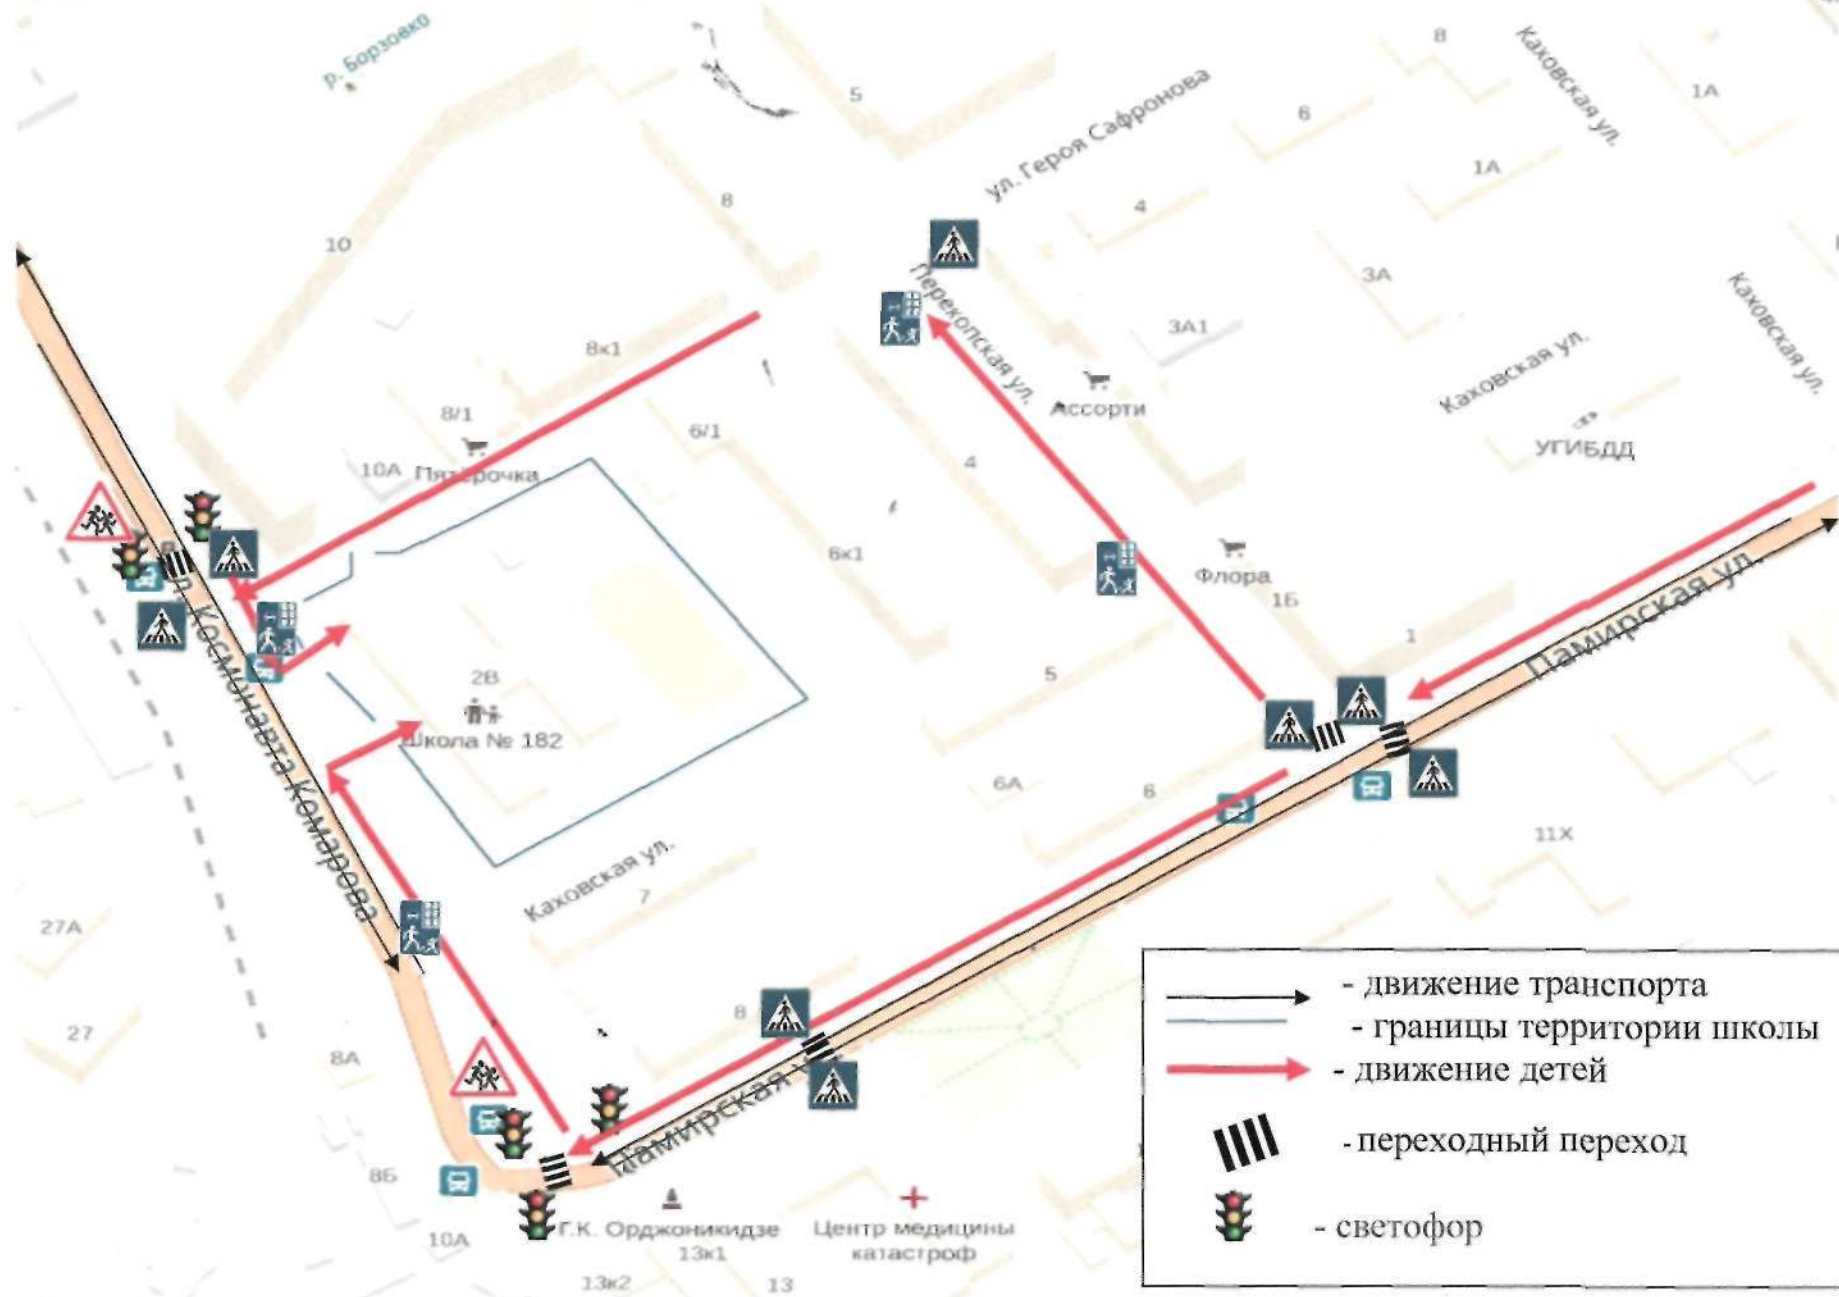 р. Борзовка
5
8
Каховская ул.
1А
ул. Героя Сафронова
6
1А
8
4
10
Перекопская ул.
3А
Каховская ул.
3А1
8к1
Каховская ул.
Ассорти
8/1
6/1
10А
Пятёрочка
4
УГИБДД
6к1
Флора
1Б
1
Памирская ул.
ул. Космонавта Комарова
2В
Школа № 182
5
6А
6
11Х
Каховская ул.
7
27А
8
27
8А
Памирская ул.
8Б
10А
Г.К. Орджоникидзе
13к1
Центр медицины
катастроф
13к2
13
- движение транспорта
- границы территории школы
- движение детей
- переходный переход
- светофор